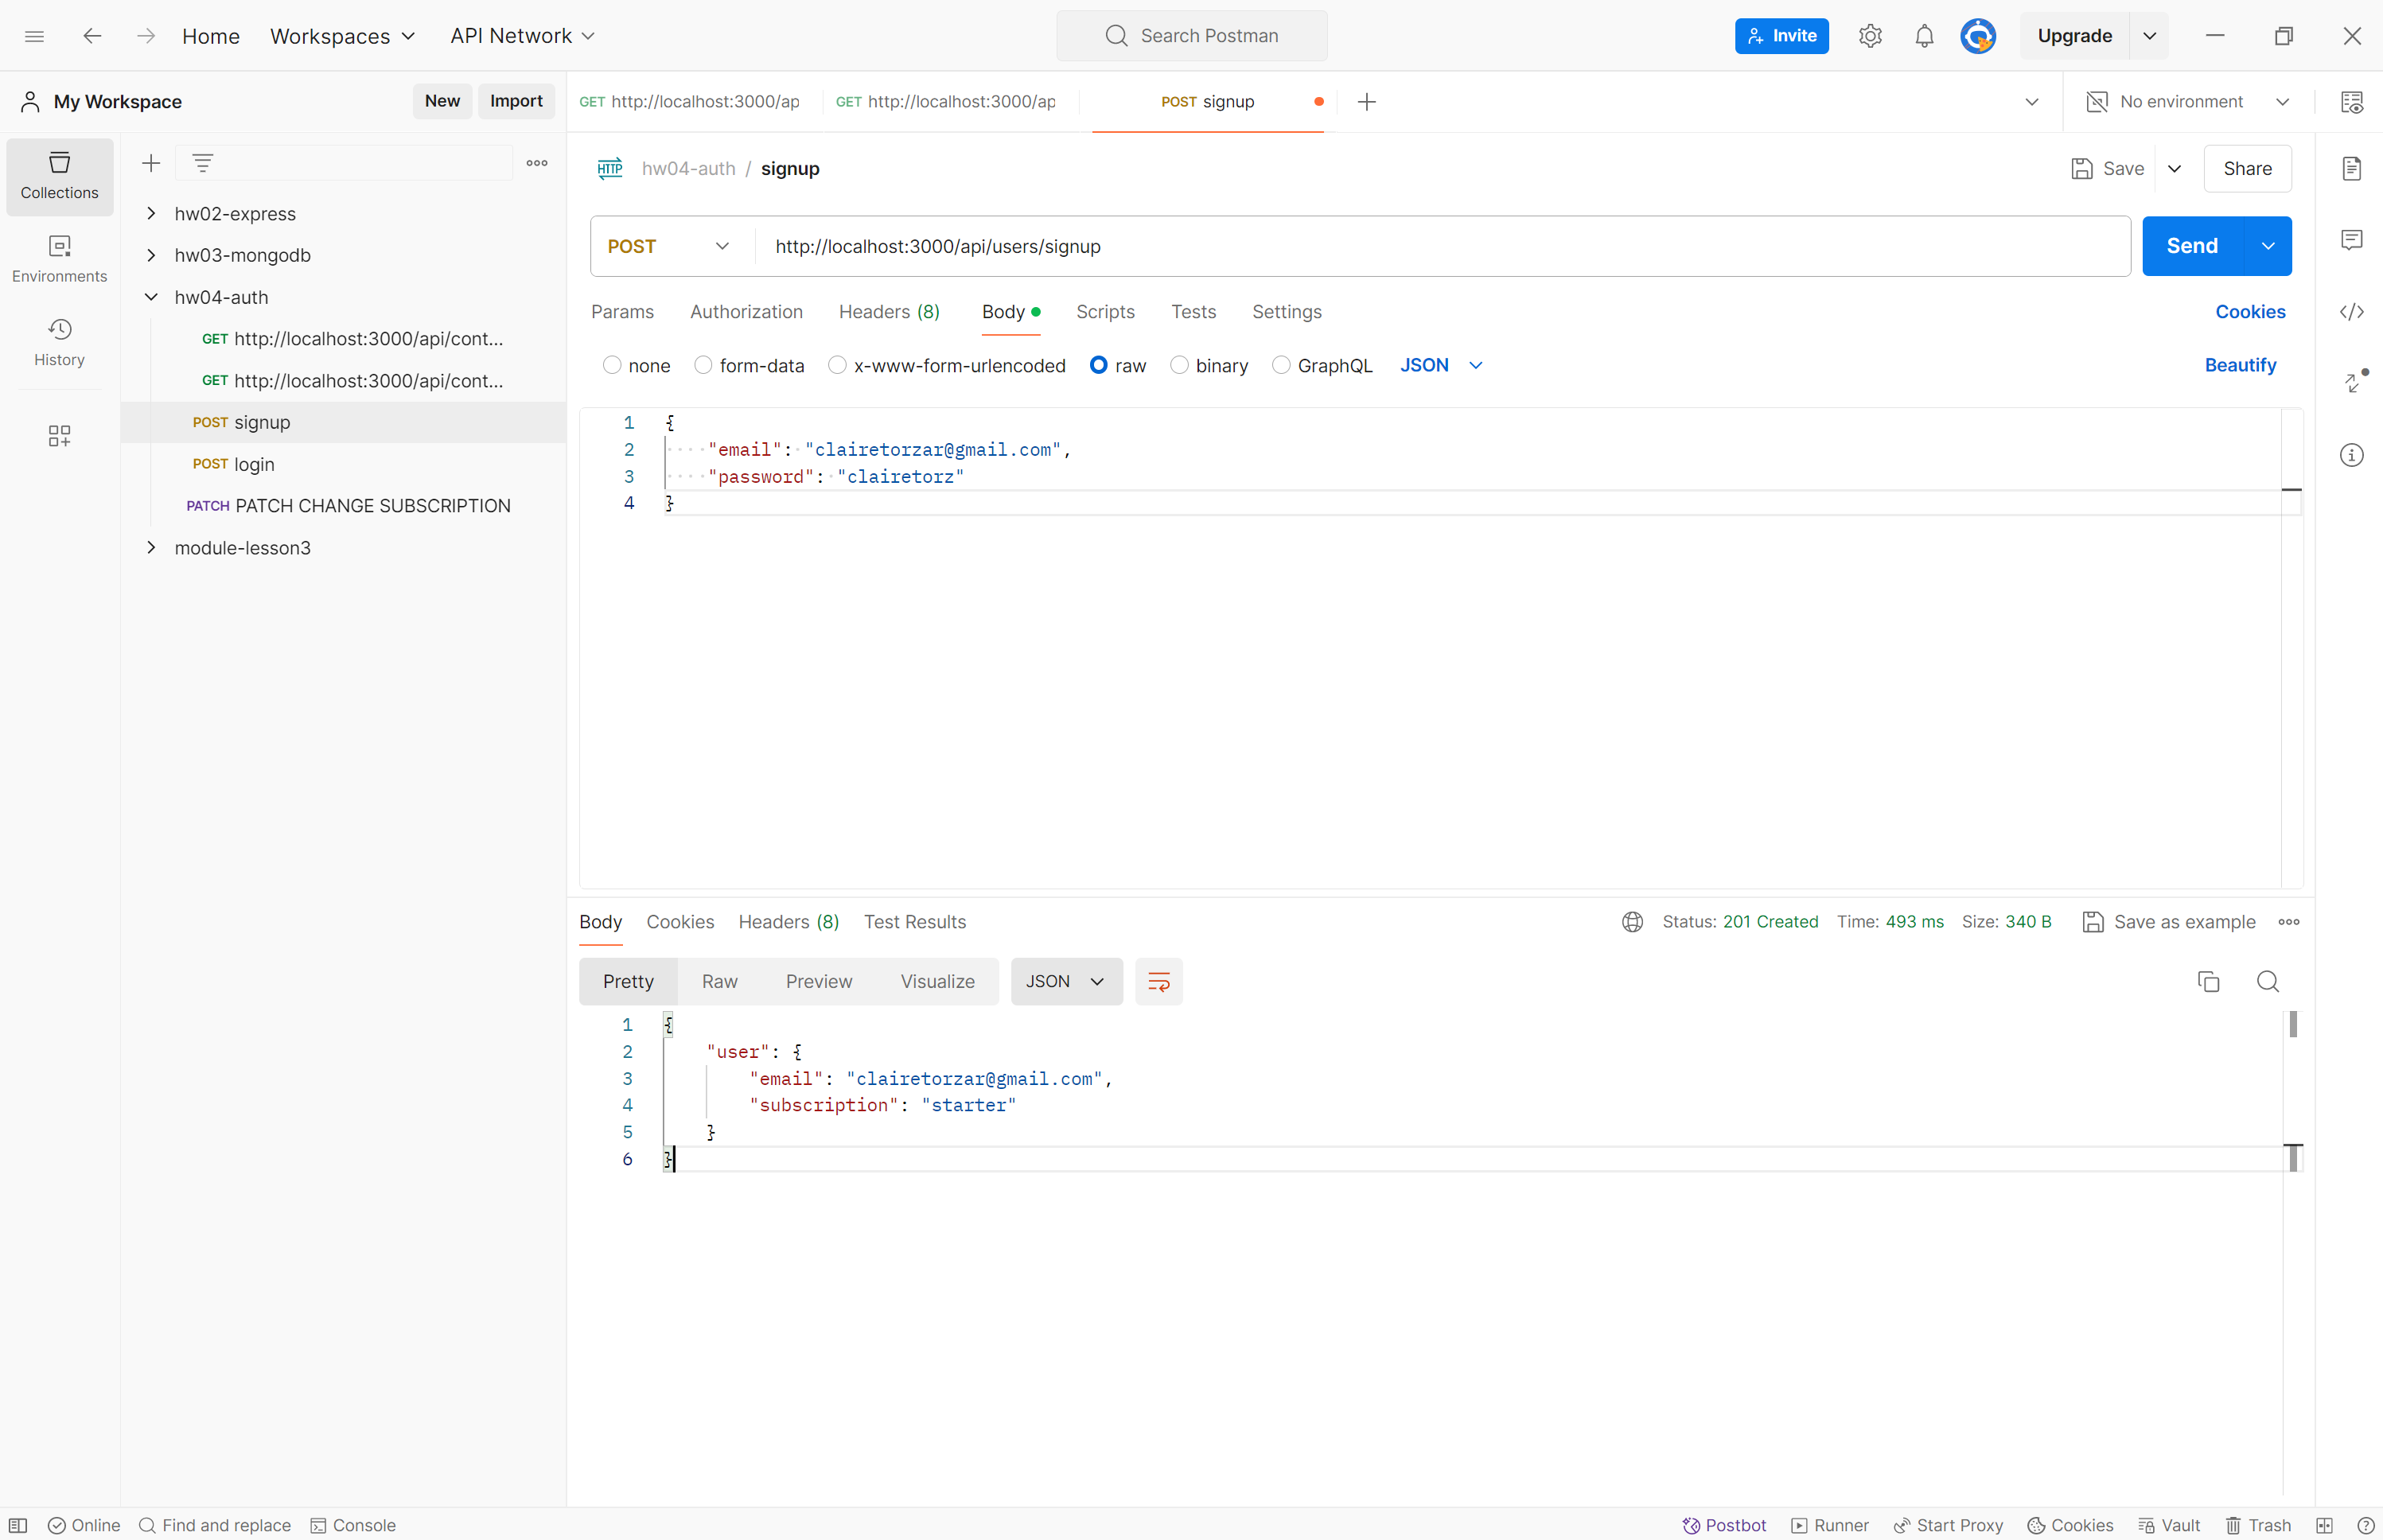 Home Workspaces API Network Search Postman Invite Upgrade
My Workspace New Import GET http://localhost:3000/ap GET http://localhost:3000/ap POST signup No environment
Collections
Environments
History
hw02-express
hw03-mongodb
hw04-auth
GET http://localhost:3000/api/cont...
GET http://localhost:3000/api/cont...
POST signup
POST login
PATCH PATCH CHANGE SUBSCRIPTION
module-lesson3
HTTP hw04-auth / signup Save Share
POST http://localhost:3000/api/users/signup Send
Params Authorization Headers (8) Body Scripts Tests Settings Cookies
none form-data x-www-form-urlencoded raw binary GraphQL JSON Beautify
1 {
2 "email": "clairetorzar@gmail.com",
3 "password": "clairetorz"
4 }
Body Cookies Headers (8) Test Results Status: 201 Created Time: 493 ms Size: 340 B Save as example
Pretty Raw Preview Visualize JSON
1 {
2 "user": {
3 "email": "clairetorzar@gmail.com",
4 "subscription": "starter"
5 }
6 }
Online Find and replace Console Postbot Runner Start Proxy Cookies Vault Trash